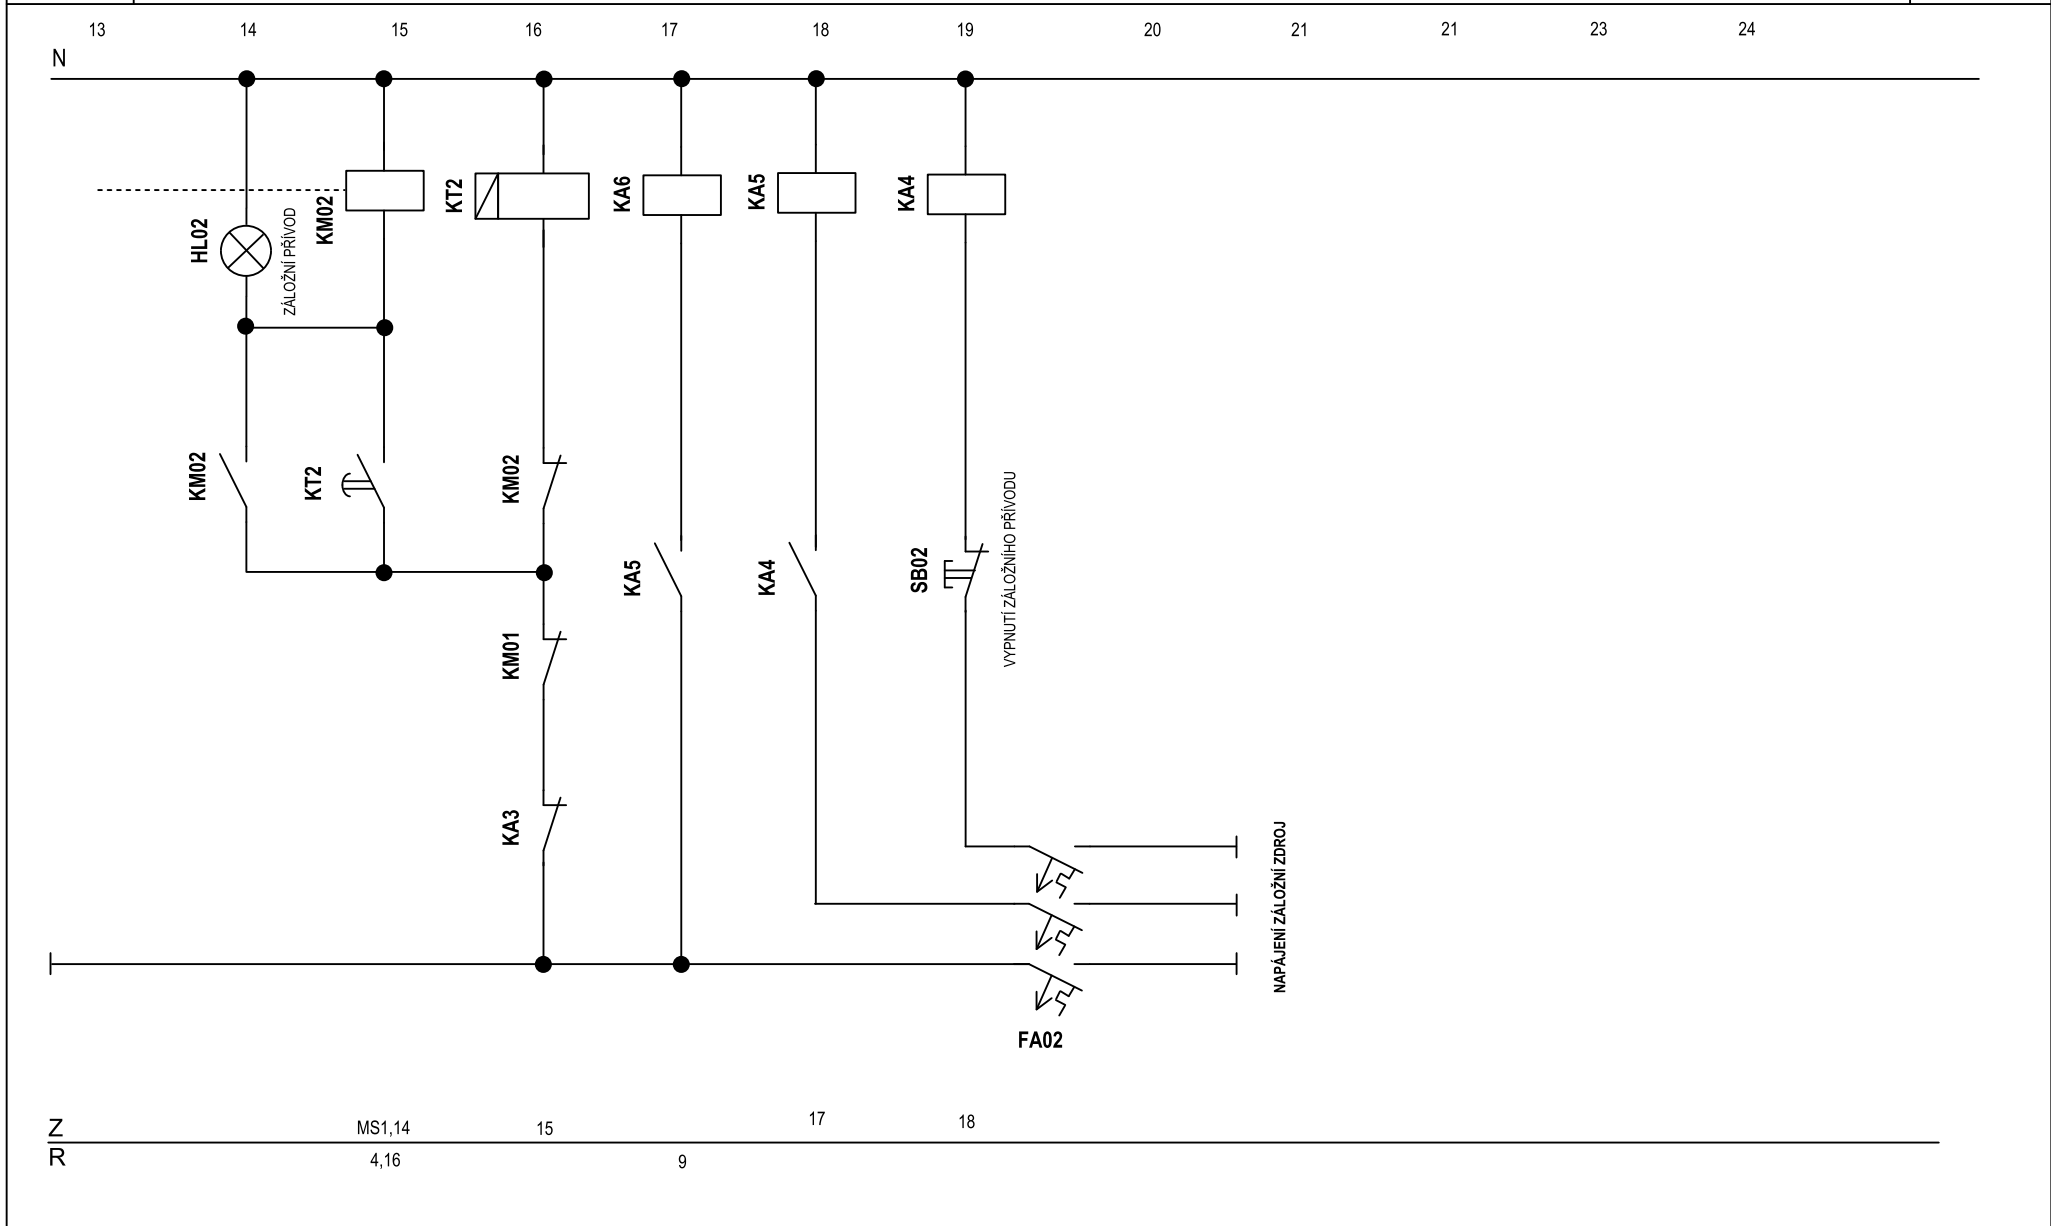 13 14 15 16 17 18 19 20 21 21 23 24
N
HL02
ZÁLOŽNÍ PŘÍVOD
KM02
KT2
KA6
KA5
KA4
KM02
KT2
KM02
KA5
KA4
SB02
VYPNUTÍ ZÁLOŽNÍHO PŘÍVODU
KM01
KA3
NAPÁJENÍ ZÁLOŽNÍ ZDROJ
FA02
Z MS1,14 15 17 18
R 4,16 9